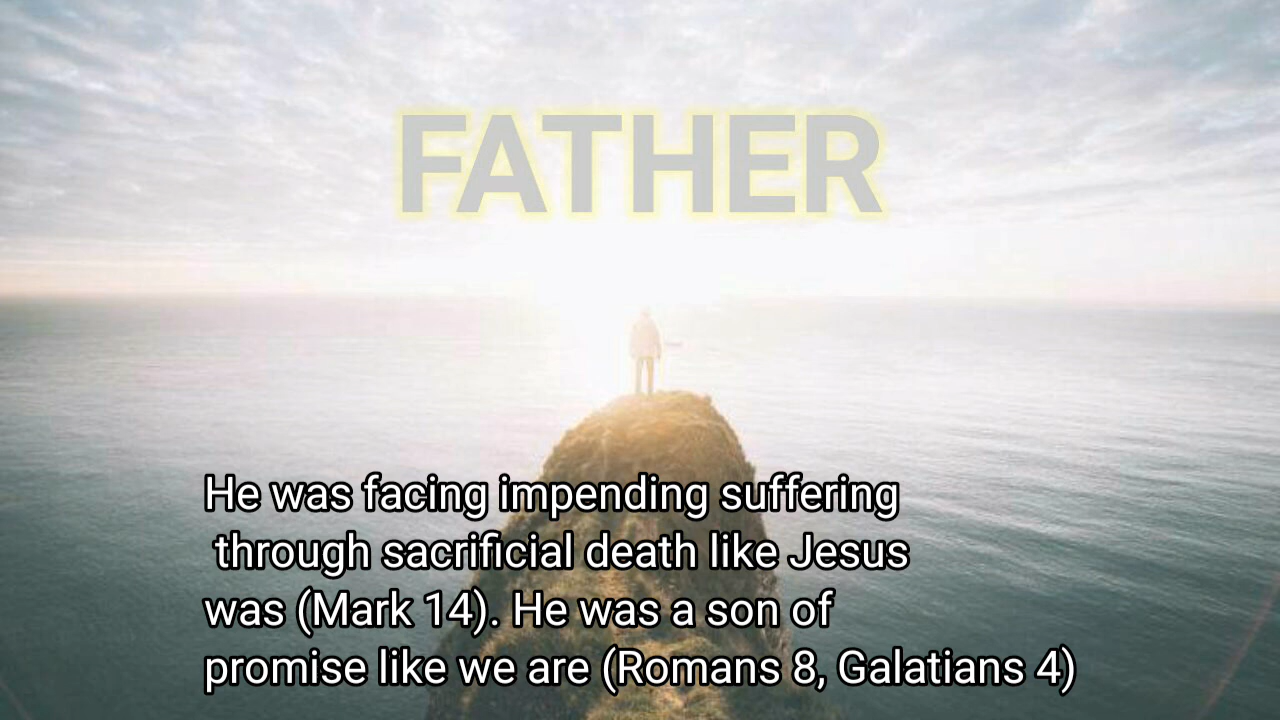 FATHER
He was facing impending suffering
through sacrificial death like Jesus
was (Mark 14). He was a son of
promise like we are (Romans 8, Galatians 4)